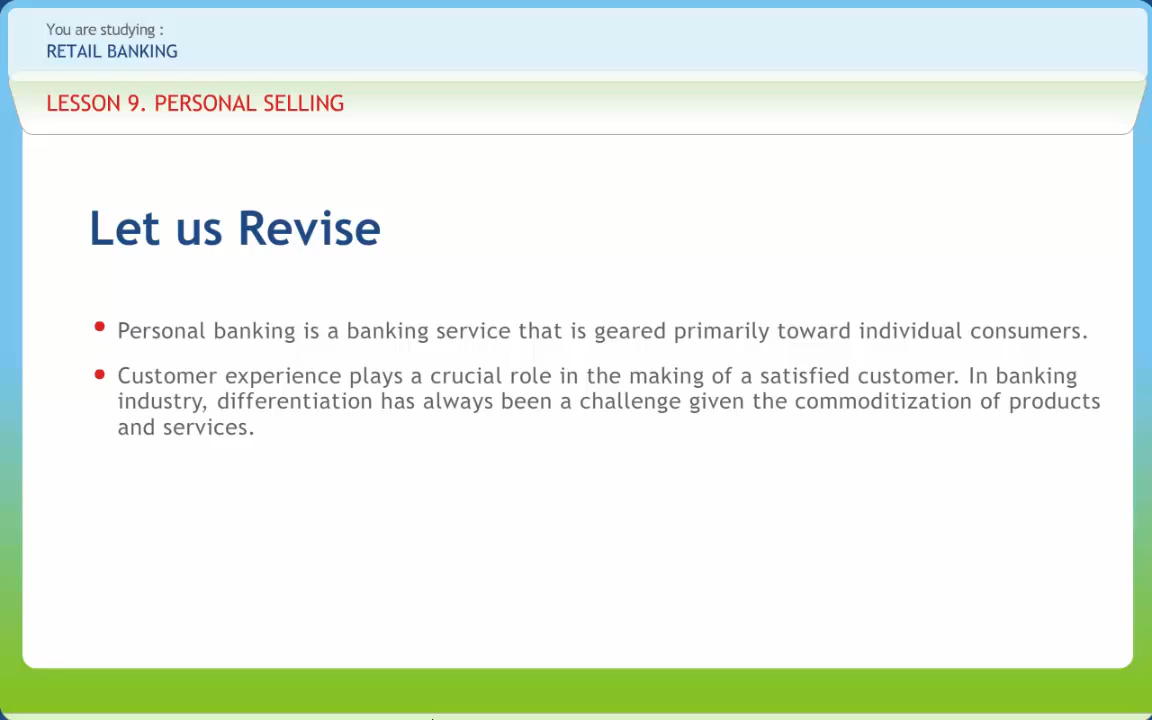 You are studying :
RETAIL BANKING
LESSON 9. PERSONAL SELLING
Let us Revise
• Personal banking is a banking service that is geared primarily toward individual consumers.
• Customer experience plays a crucial role in the making of a satisfied customer. In banking
industry, differentiation has always been a challenge given the commoditization of products
and services.